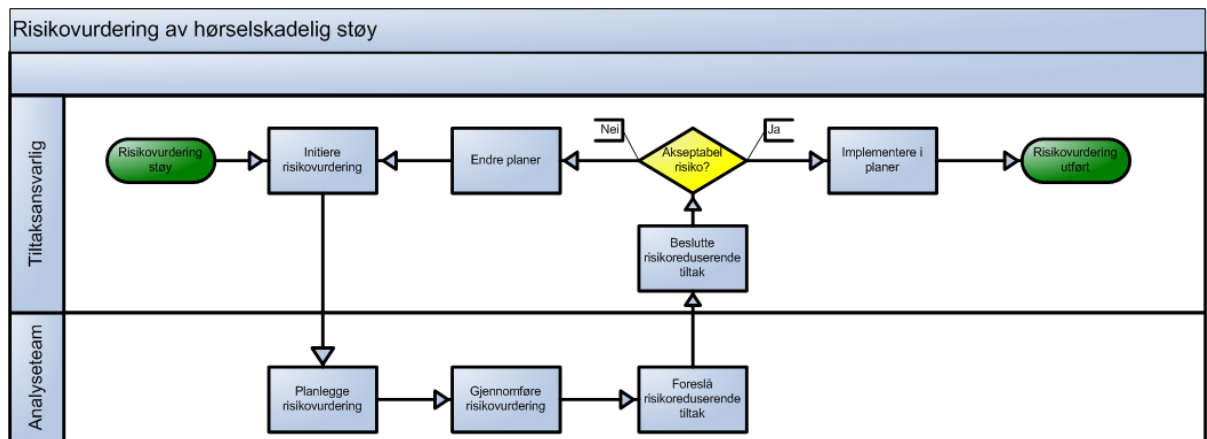 Risikovurdering av hørselskadelig støy
Tiltaksansvarlig
Risikovurdering
støy
Initiere
risikovurdering
Endre planer
Nei
Akseptabel
risiko?
Ja
Implementere i
planer
Risikovurdering
utført
Beslutte
risikoreduserende
tiltak
Analyseteam
Planlegge
risikovurdering
Gjennomføre
risikovurdering
Foreslå
risikoreduserende
tiltak